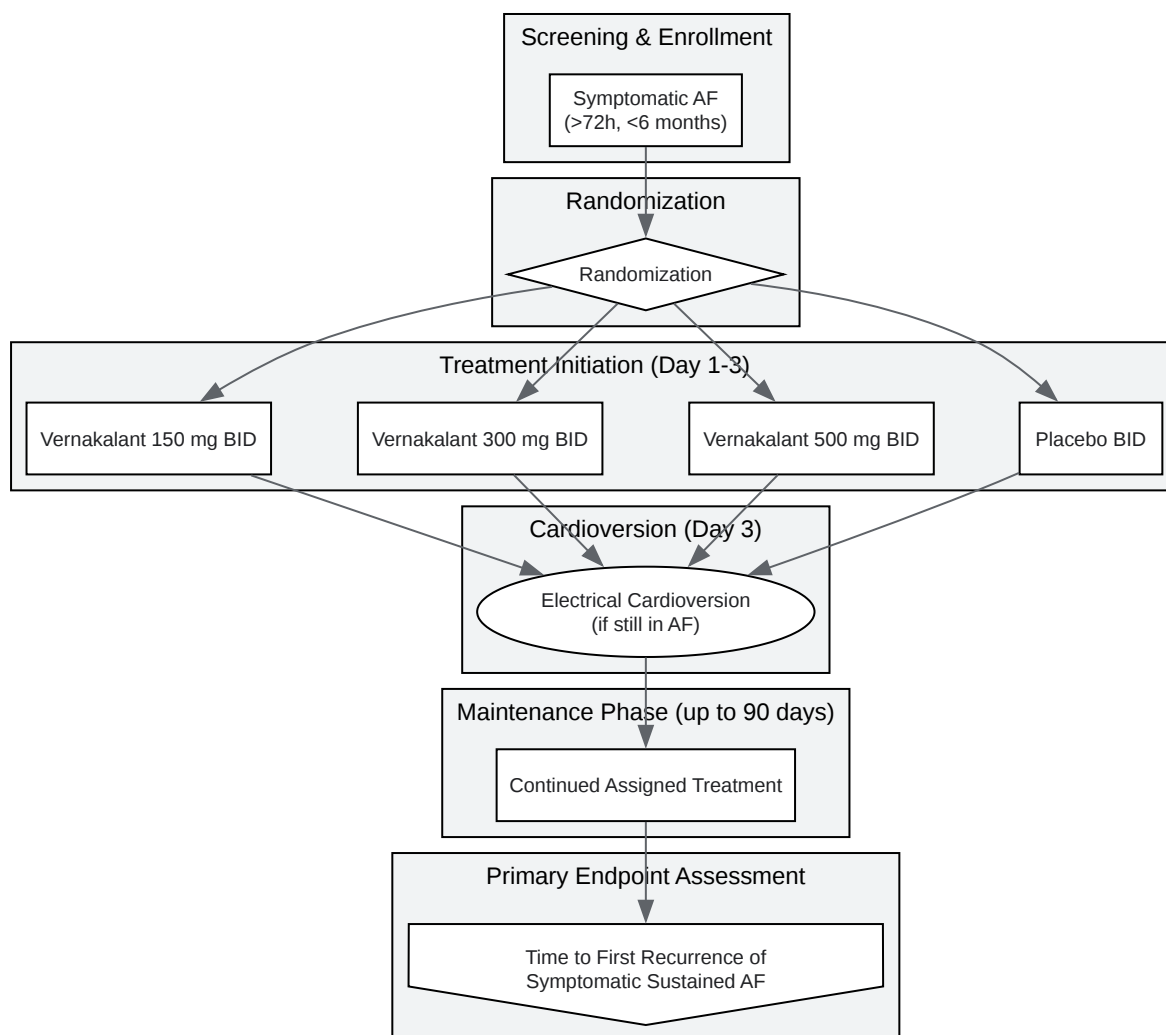 Screening & Enrollment
Symptomatic AF
(>72h, <6 months)
Randomization
Randomization
Treatment Initiation (Day 1-3)
Vernakalant 150 mg BID
Vernakalant 300 mg BID
Vernakalant 500 mg BID
Placebo BID
Cardioversion (Day 3)
Electrical Cardioversion
(if still in AF)
Maintenance Phase (up to 90 days)
Continued Assigned Treatment
Primary Endpoint Assessment
Time to First Recurrence of
Symptomatic Sustained AF